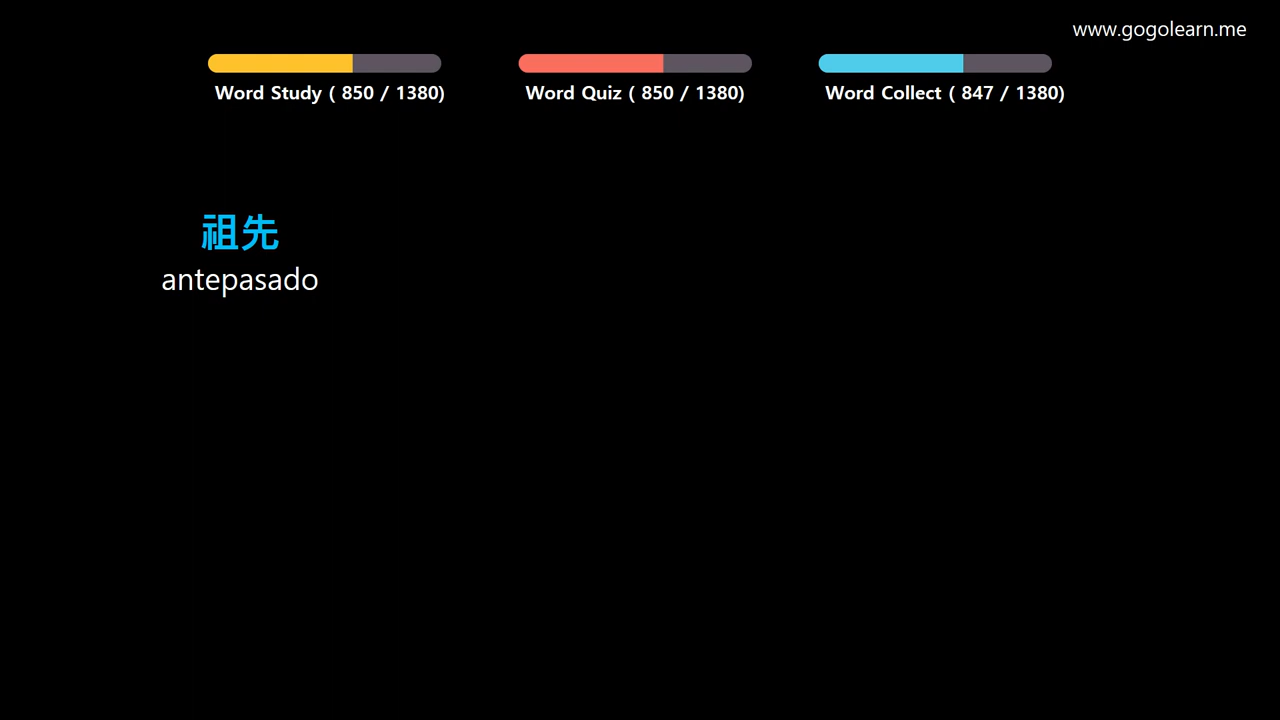 www.gogolearn.me
Word Study ( 850 / 1380)
Word Quiz ( 850 / 1380)
Word Collect ( 847 / 1380)
祖先
antepasado